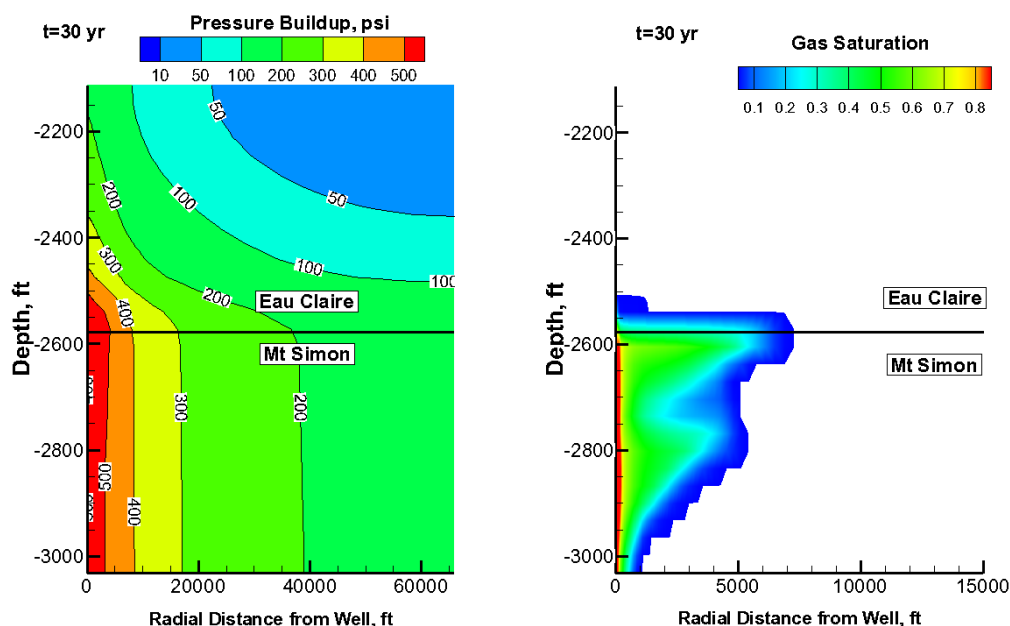 t=30 yr
Pressure Buildup, psi
10 50 100 200 300 400 500
Depth, ft
-2200
-2400
-2600
-2800
-3000
50
50
100
100
100
200
200
300
400
Eau Claire
Mt Simon
500
400
300
200
0 20000 40000 60000
Radial Distance from Well, ft
t=30 yr
Gas Saturation
0.1 0.2 0.3 0.4 0.5 0.6 0.7 0.8
Depth, ft
-2200
-2400
-2600
-2800
-3000
Eau Claire
Mt Simon
0 5000 10000 15000
Radial Distance from Well, ft